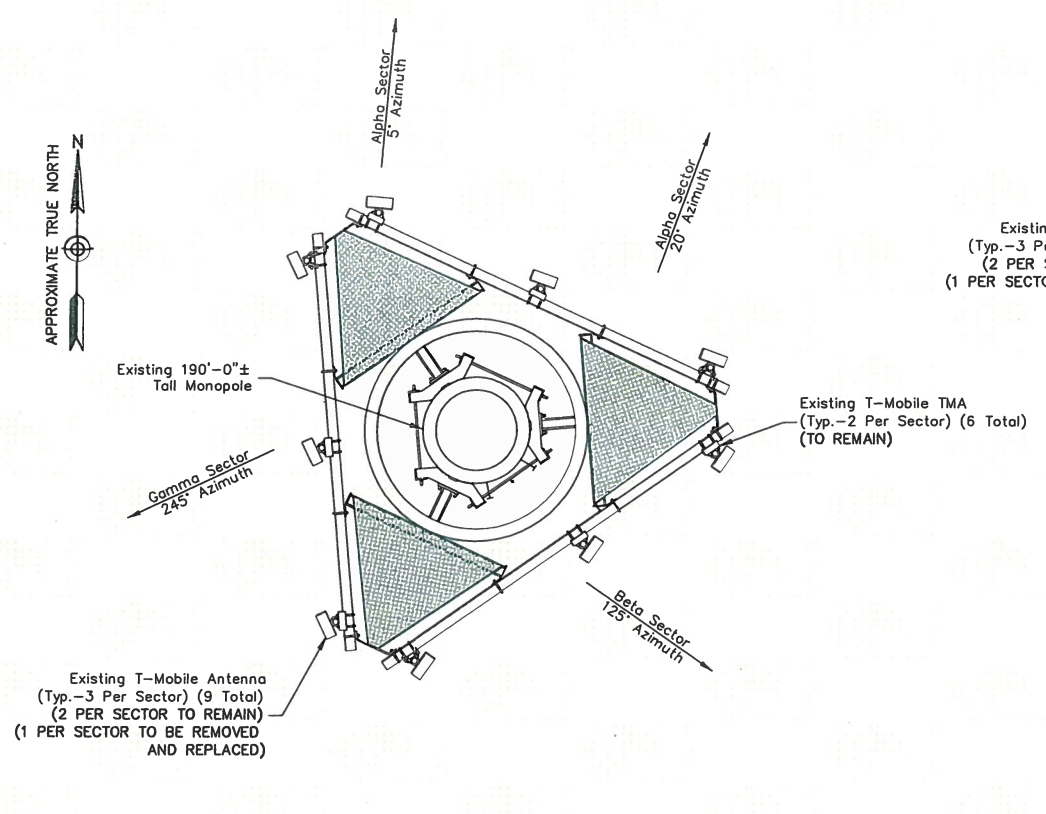 Alpha Sector
5° Azimuth
N
APPROXIMATE TRUE NORTH
Alpha Sector
20° Azimuth
Existin
(Typ.-3 P
(2 PER
(1 PER SECTO
Existing 190'-0"±
Tall Monopole
Existing T-Mobile TMA
(Typ.-2 Per Sector) (6 Total)
(TO REMAIN)
Gamma Sector
245° Azimuth
Beta Sector
125° Azimuth
Existing T-Mobile Antenna
(Typ.-3 Per Sector) (9 Total)
(2 PER SECTOR TO REMAIN)
(1 PER SECTOR TO BE REMOVED
AND REPLACED)